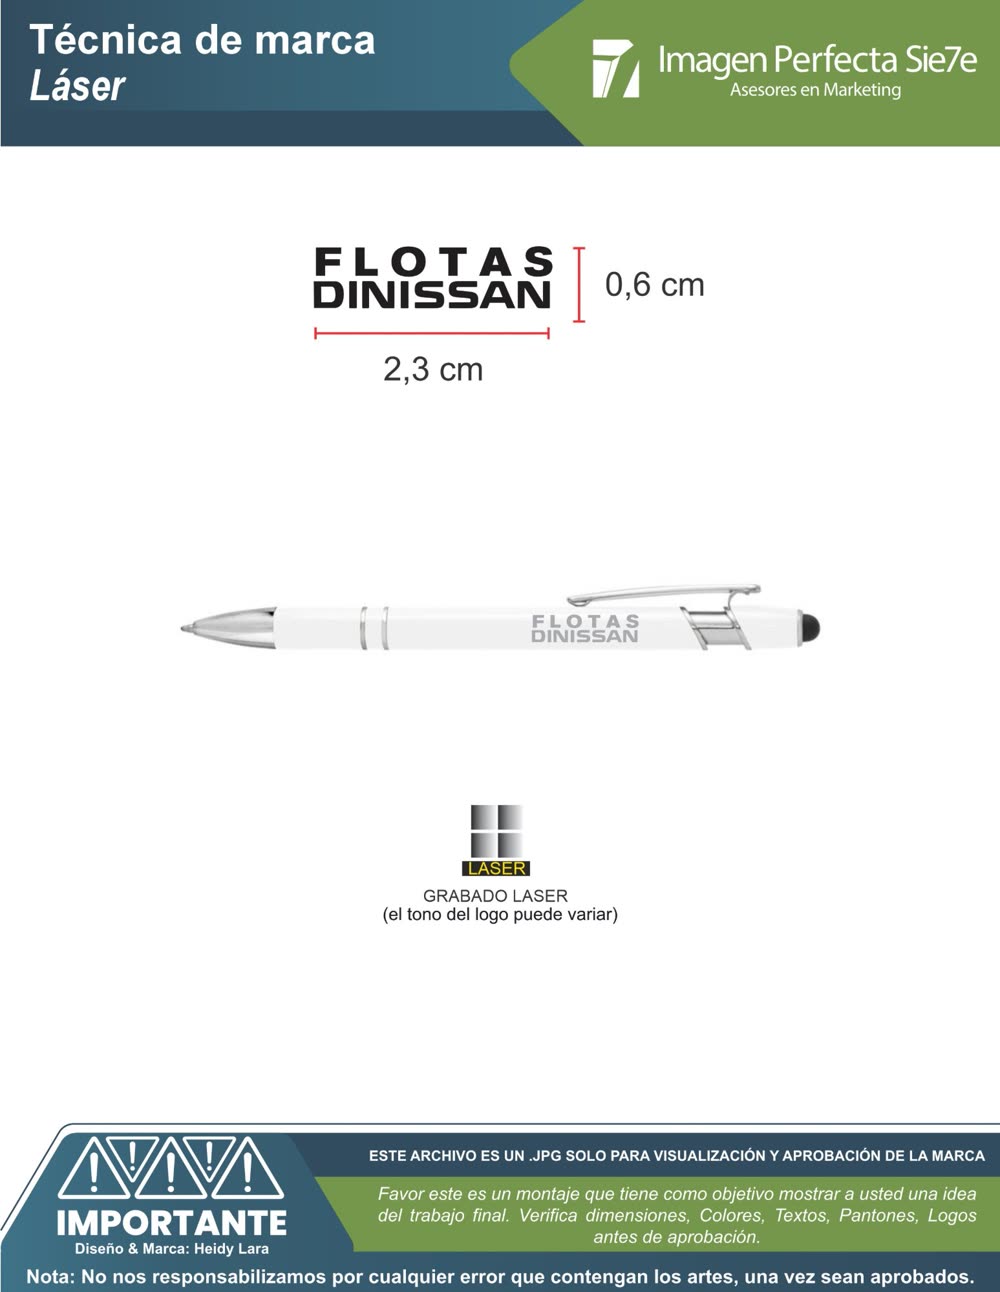 Técnica de marca
Láser
Imagen Perfecta Sie7e
Asesores en Marketing
FLOTAS
DINISSAN
0,6 cm
2,3 cm
FLOTAS
DINISSAN
LASER
GRABADO LASER
(el tono del logo puede variar)
ESTE ARCHIVO ES UN .JPG SOLO PARA VISUALIZACIÓN Y APROBACIÓN DE LA MARCA
Favor este es un montaje que tiene como objetivo mostrar a usted una idea
del trabajo final. Verifica dimensiones, Colores, Textos, Pantones, Logos
antes de aprobación.
IMPORTANTE
Diseño & Marca: Heidy Lara
Nota: No nos responsabilizamos por cualquier error que contengan los artes, una vez sean aprobados.